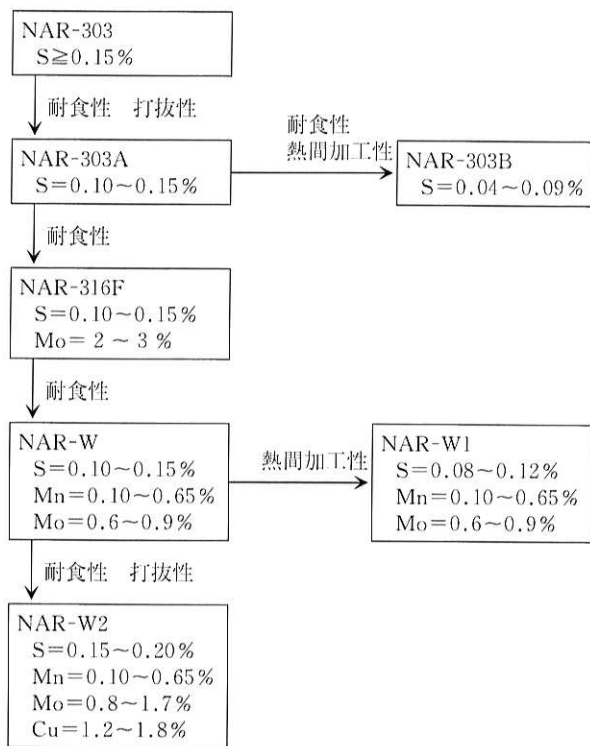 NAR-303
S≧0.15%
耐食性 打抜性
NAR-303A
S=0.10~0.15%
耐食性
熱間加工性
NAR-303B
S=0.04~0.09%
耐食性
NAR-316F
S=0.10~0.15%
Mo=2~3%
耐食性
NAR-W
S=0.10~0.15%
Mn=0.10~0.65%
Mo=0.6~0.9%
熱間加工性
NAR-W1
S=0.08~0.12%
Mn=0.10~0.65%
Mo=0.6~0.9%
耐食性 打抜性
NAR-W2
S=0.15~0.20%
Mn=0.10~0.65%
Mo=0.8~1.7%
Cu=1.2~1.8%